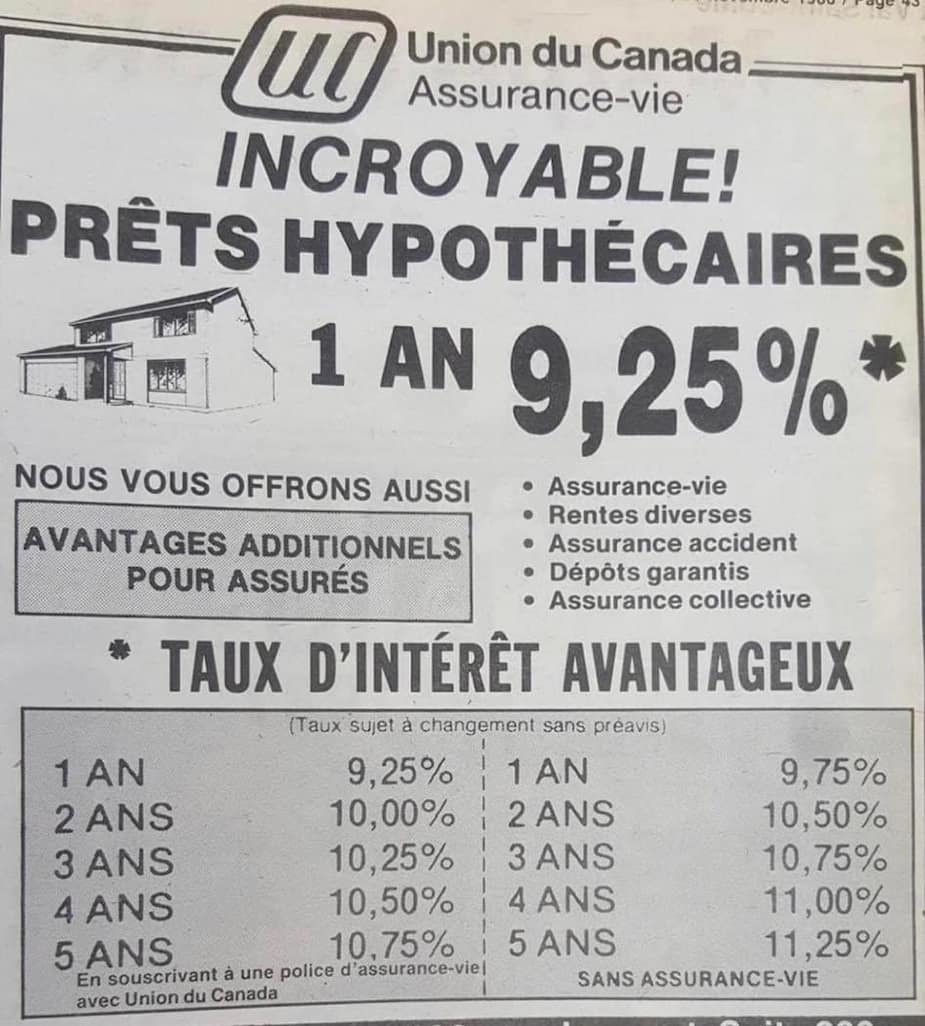 Page 43
uc
Union du Canada
Assurance-vie
INCROYABLE!
PRÊTS HYPOTHÉCAIRES
1 AN 9,25%*
NOUS VOUS OFFRONS AUSSI
AVANTAGES ADDITIONNELS
POUR ASSURÉS
• Assurance-vie
• Rentes diverses
• Assurance accident
• Dépôts garantis
• Assurance collective
* TAUX D'INTÉRÊT AVANTAGEUX
(Taux sujet à changement sans préavis)
1 AN 9,25%
2 ANS 10,00%
3 ANS 10,25%
4 ANS 10,50%
5 ANS 10,75%
En souscrivant à une police d'assurance-vie
avec Union du Canada
1 AN 9,75%
2 ANS 10,50%
3 ANS 10,75%
4 ANS 11,00%
5 ANS 11,25%
SANS ASSURANCE-VIE